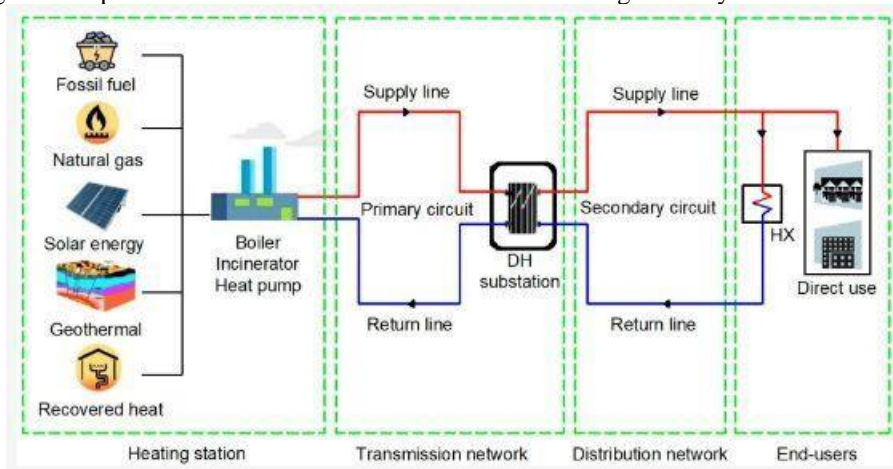 Fossil fuel
Natural gas
Solar energy
Geothermal
Recovered heat
Boiler
Incinerator
Heat pump
Supply line
Primary circuit
Return line
DH
substation
Supply line
Secondary circuit
Return line
HX
Direct use
Heating station
Transmission network
Distribution network
End-users